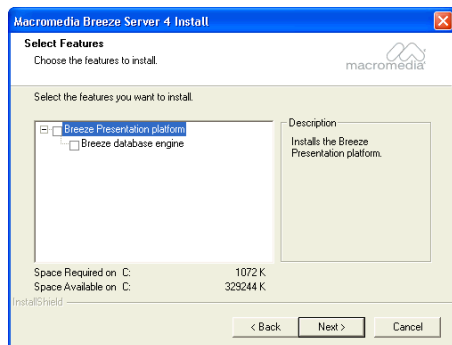 Macromedia Breeze Server 4 Install
Select Features
Choose the features to install.
macromedia
Select the features you want to install.
Breeze Presentation platform
Breeze database engine
Description
Installs the Breeze
Presentation platform.
Space Required on C: 1072 K
Space Available on C: 329244 K
InstallShield
< Back
Next >
Cancel